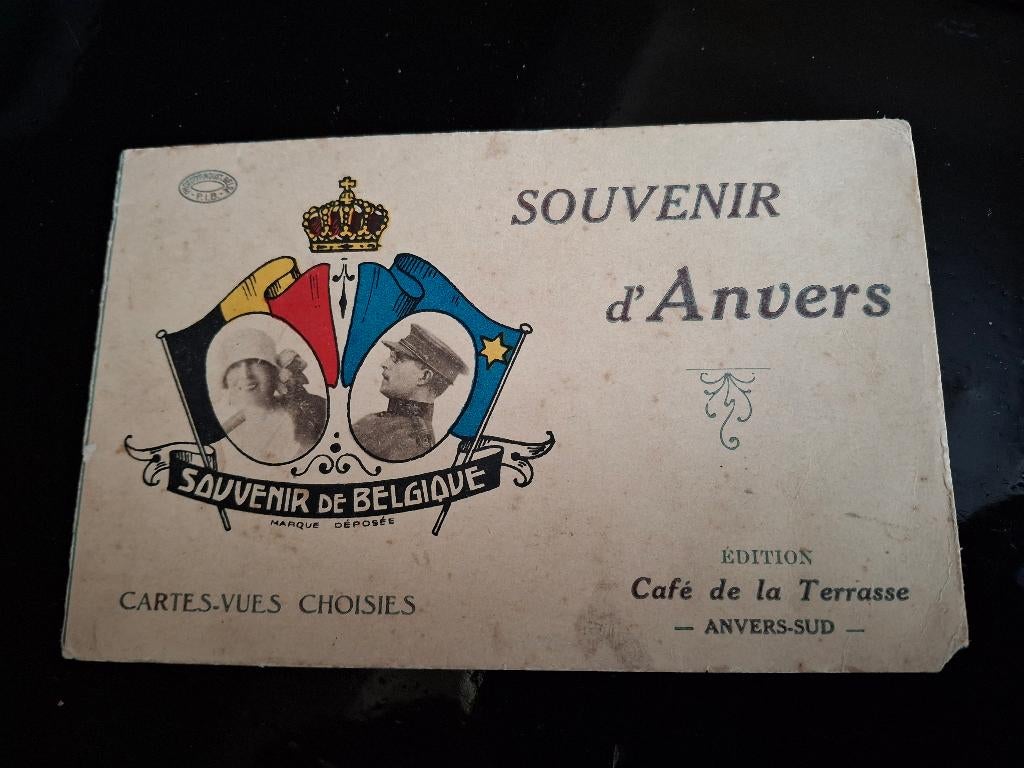 P.I.B.
SOUVENIR
d'Anvers
SOUVENIR DE BELGIQUE
MARQUE DÉPOSÉE
CARTES-VUES CHOISIES
ÉDITION
Café de la Terrasse
— ANVERS-SUD —